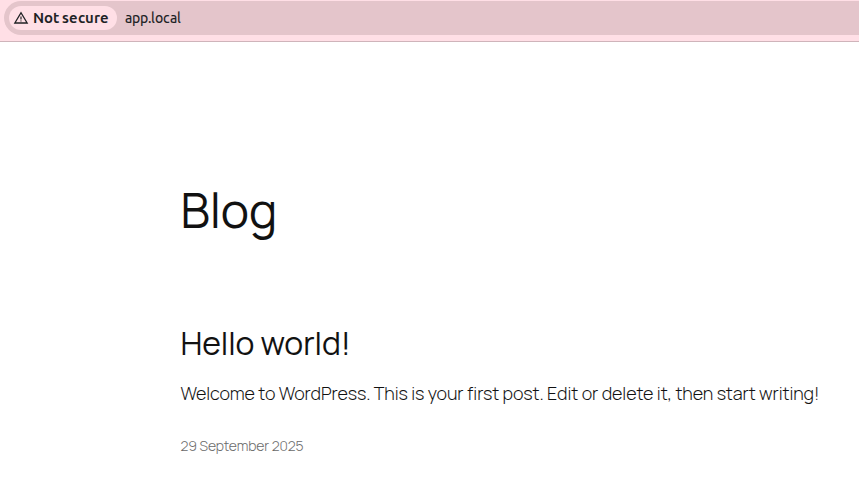 Not secure app.local
Blog
Hello world!
Welcome to WordPress. This is your first post. Edit or delete it, then start writing!
29 September 2025